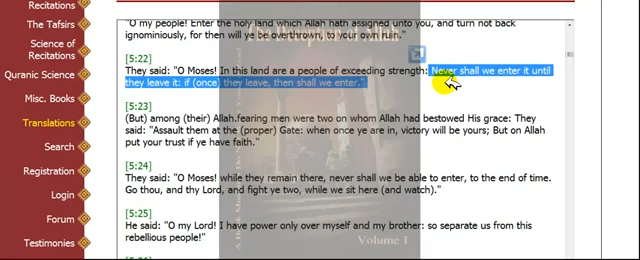 Recitations
The Tafsirs
Science of
Recitations
Quranic Science
Misc. Books
Translations
Search
Registration
Login
Forum
Testimonies
"O my people! Enter the holy land which Allah hath assigned unto you, and turn not back
ignominiously, for then will ye be overthrown, to your own ruin."
[5:22]
They said: "O Moses! In this land are a people of exceeding strength: Never shall we enter it until
they leave it: if (once) they leave, then shall we enter."
[5:23]
(But) among (their) Allah.fearing men were two on whom Allah had bestowed His grace: They
said: "Assault them at the (proper) Gate: when once ye are in, victory will be yours; But on Allah
put your trust if ye have faith."
[5:24]
They said: "O Moses! while they remain there, never shall we be able to enter, to the end of time.
Go thou, and thy Lord, and fight ye two, while we sit here (and watch)."
[5:25]
He said: "O my Lord! I have power only over myself and my brother: so separate us from this
rebellious people!"
Volume 1